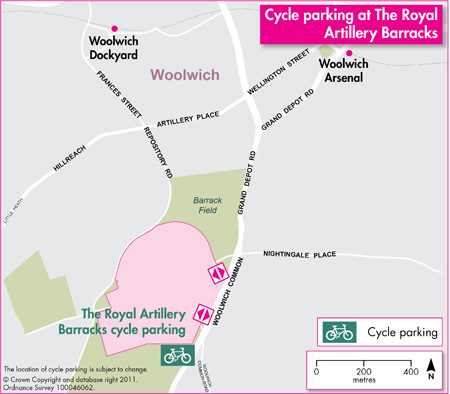 Cycle parking at The Royal
Artillery Barracks
Woolwich
Dockyard
Woolwich
Woolwich
Arsenal
WELLINGTON STREET
FRANCES STREET
ARTILLERY PLACE
GRAND DEPOT RD
HILLREACH
REPOSITORY RD
LITTLE HEATH
Barrack
Field
GRAND DEPOT RD
NIGHTINGALE PLACE
WOOLWICH COMMON
The Royal Artillery
Barracks cycle parking
Cycle parking
WOOLWICH
COMMON ROAD
The location of cycle parking is subject to change.
© Crown Copyright and database right 2011.
Ordnance Survey 100046062.
0 200 400
metres
N